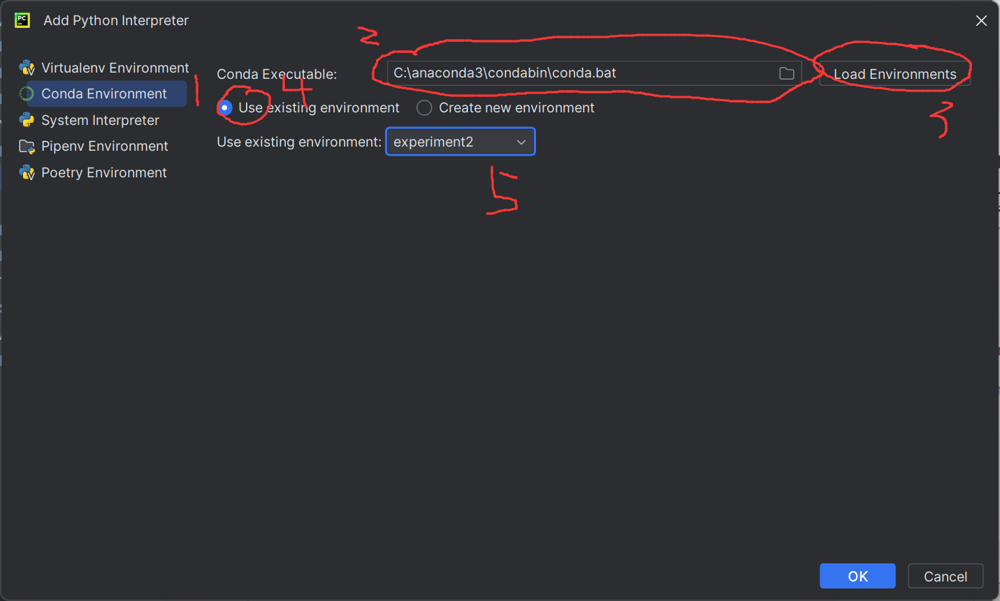 PC
Add Python Interpreter
2
Virtualenv Environment
Conda Executable: C:\anaconda3\condabin\conda.bat Load Environments
1 4
Conda Environment
Use existing environment Create new environment
3
System Interpreter
Use existing environment: experiment2
Pipenv Environment
Poetry Environment
5
OK Cancel